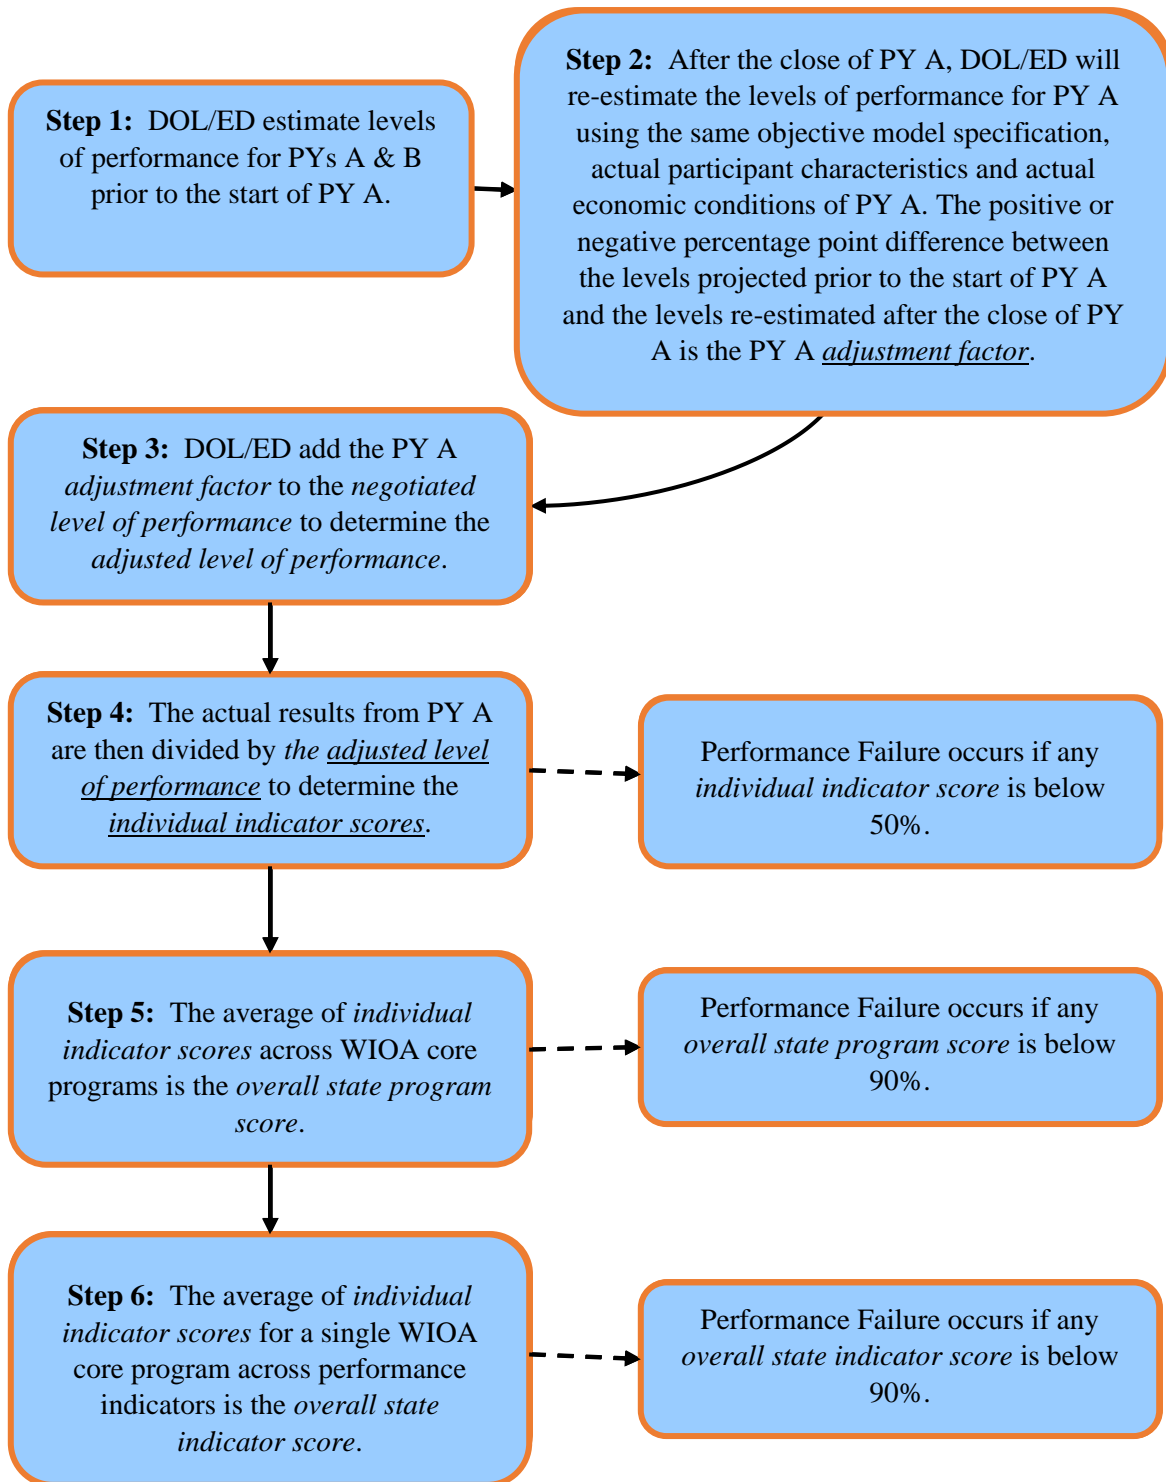 Step 1: DOL/ED estimate levels
of performance for PYs A & B
prior to the start of PY A.
Step 2: After the close of PY A, DOL/ED will
re-estimate the levels of performance for PY A
using the same objective model specification,
actual participant characteristics and actual
economic conditions of PY A. The positive or
negative percentage point difference between
the levels projected prior to the start of PY A
and the levels re-estimated after the close of PY
A is the PY A adjustment factor.
Step 3: DOL/ED add the PY A
adjustment factor to the negotiated
level of performance to determine the
adjusted level of performance.
Step 4: The actual results from PY A
are then divided by the adjusted level
of performance to determine the
individual indicator scores.
Performance Failure occurs if any
individual indicator score is below
50%.
Step 5: The average of individual
indicator scores across WIOA core
programs is the overall state program
score.
Performance Failure occurs if any
overall state program score is below
90%.
Step 6: The average of individual
indicator scores for a single WIOA
core program across performance
indicators is the overall state
indicator score.
Performance Failure occurs if any
overall state indicator score is below
90%.